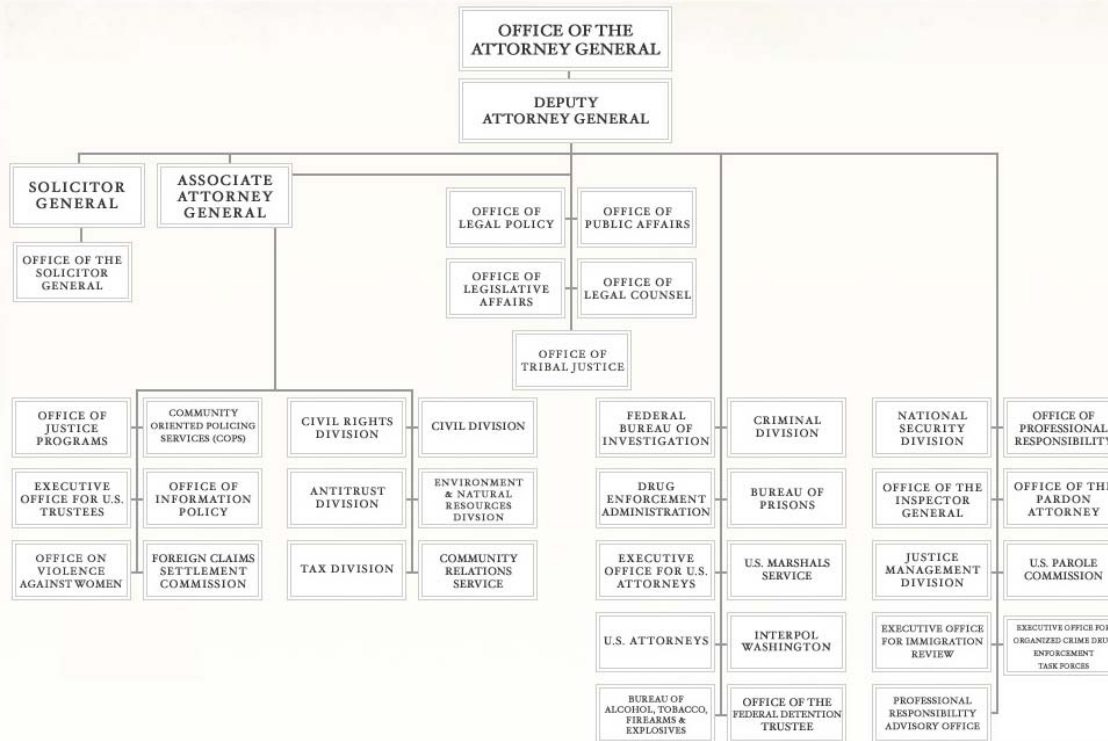 OFFICE OF THE
ATTORNEY GENERAL
DEPUTY
ATTORNEY GENERAL
SOLICITOR
GENERAL
ASSOCIATE
ATTORNEY
GENERAL
OFFICE OF THE
SOLICITOR
GENERAL
OFFICE OF
LEGAL POLICY
OFFICE OF
PUBLIC AFFAIRS
OFFICE OF
LEGISLATIVE
AFFAIRS
OFFICE OF
LEGAL COUNSEL
OFFICE OF
TRIBAL JUSTICE
OFFICE OF
JUSTICE
PROGRAMS
COMMUNITY
ORIENTED POLICING
SERVICES (COPS)
CIVIL RIGHTS
DIVISION
CIVIL DIVISION
FEDERAL
BUREAU OF
INVESTIGATION
CRIMINAL
DIVISION
NATIONAL
SECURITY
DIVISION
OFFICE OF
PROFESSIONAL
RESPONSIBILITY
EXECUTIVE
OFFICE FOR U.S.
TRUSTEES
OFFICE OF
INFORMATION
POLICY
ANTITRUST
DIVISION
ENVIRONMENT
& NATURAL
RESOURCES
DIVSION
DRUG
ENFORCEMENT
ADMINISTRATION
BUREAU OF
PRISONS
OFFICE OF THE
INSPECTOR
GENERAL
OFFICE OF THE
PARDON
ATTORNEY
OFFICE ON
VIOLENCE
AGAINST WOMEN
FOREIGN CLAIMS
SETTLEMENT
COMMISSION
TAX DIVISION
COMMUNITY
RELATIONS
SERVICE
EXECUTIVE
OFFICE FOR U.S.
ATTORNEYS
U.S. MARSHALS
SERVICE
JUSTICE
MANAGEMENT
DIVISION
U.S. PAROLE
COMMISSION
U.S. ATTORNEYS
INTERPOL
WASHINGTON
EXECUTIVE OFFICE
FOR IMMIGRATION
REVIEW
EXECUTIVE OFFICE FOR
ORGANIZED CRIME DRU
ENFORCEMENT
TASK FORCES
BUREAU OF
ALCOHOL, TOBACCO,
FIREARMS &
EXPLOSIVES
OFFICE OF THE
FEDERAL DETENTION
TRUSTEE
PROFESSIONAL
RESPONSIBILITY
ADVISORY OFFICE